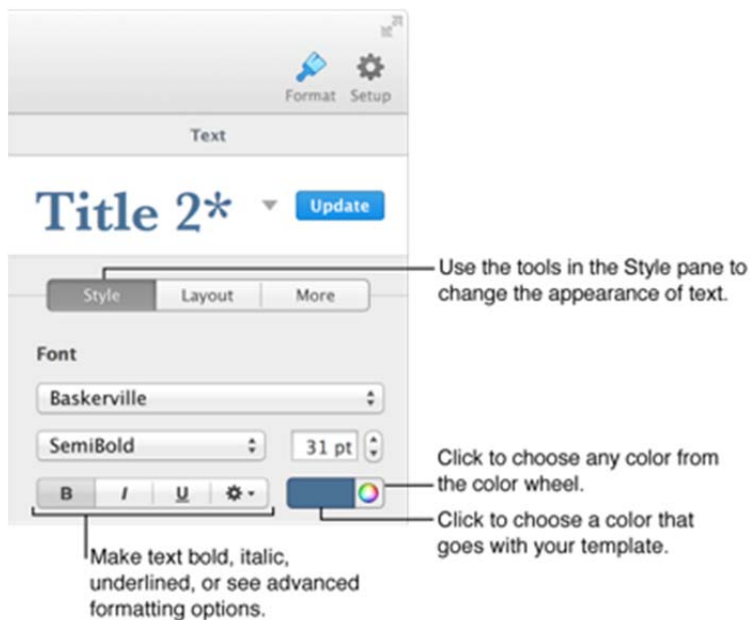 Format Setup
Text
Title 2* Update
Use the tools in the Style pane to
change the appearance of text.
Style Layout More
Font
Baskerville
SemiBold 31 pt
Click to choose any color from
the color wheel.
B I U
Click to choose a color that
goes with your template.
Make text bold, italic,
underlined, or see advanced
formatting options.